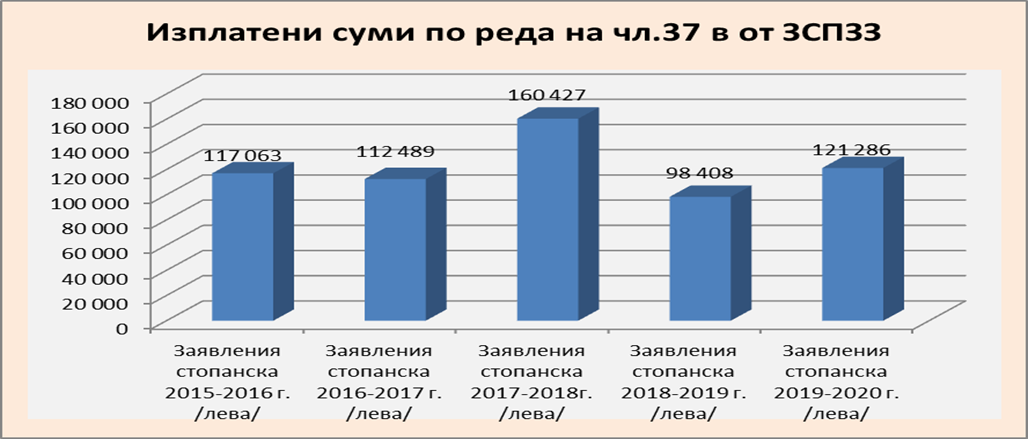 Изплатени суми по реда на чл.37 в от ЗСПЗЗ
180 000
160 000
140 000
120 000
100 000
80 000
60 000
40 000
20 000
0
117 063
112 489
160 427
98 408
121 286
Заявления
стопанска
2015-2016 г.
/лева/
Заявления
стопанска
2016-2017 г.
/лева/
Заявления
стопанска
2017-2018г.
/лева/
Заявления
стопанска
2018-2019 г.
/лева/
Заявления
стопанска
2019-2020 г.
/лева/